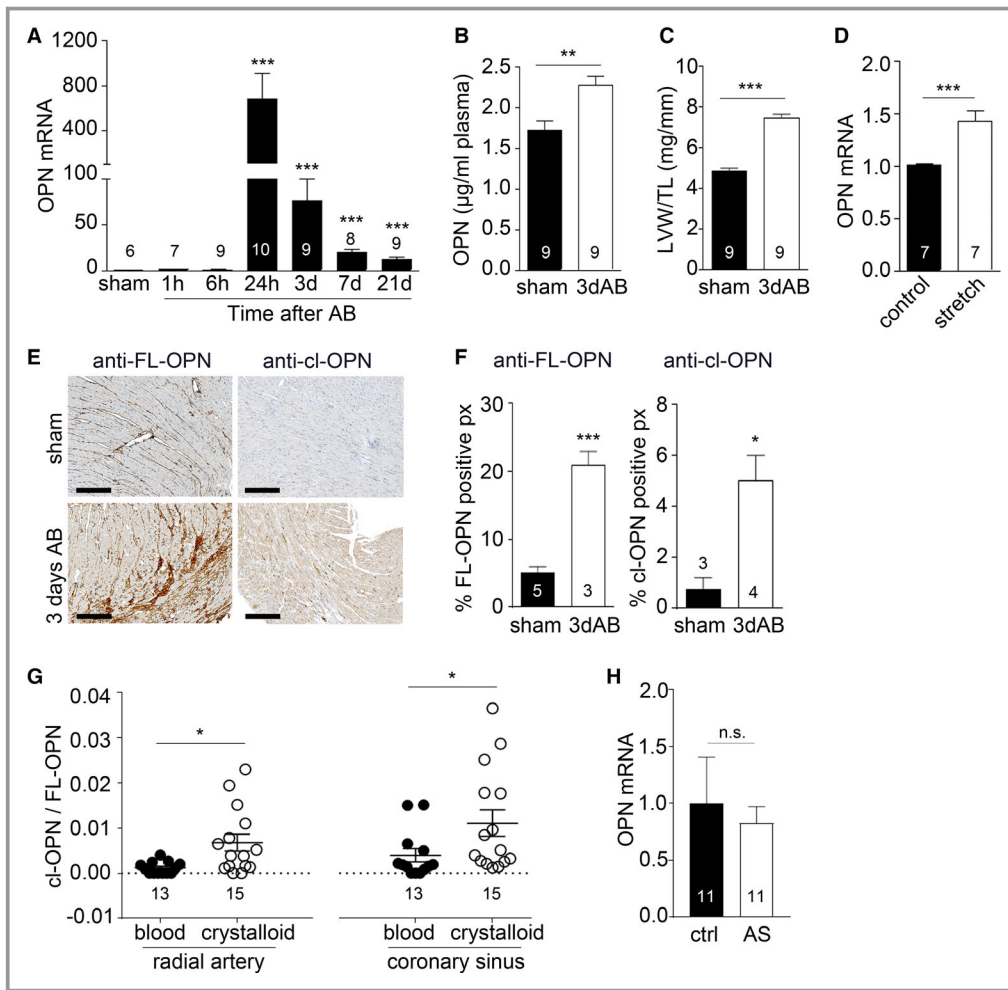 A
OPN mRNA
1200
800
400
100
50
0
***
***
***
***
6 7 9 10 9 8 9
sham 1h 6h 24h 3d 7d 21d
Time after AB
B
OPN (µg/ml plasma)
2.5
2.0
1.5
1.0
0.5
0.0
**
9 9
sham 3dAB
C
LVW/TL (mg/mm)
10
8
6
4
2
0
***
9 9
sham 3dAB
D
OPN mRNA
2.0
1.5
1.0
0.5
0.0
***
7 7
control stretch
E
anti-FL-OPN anti-cl-OPN
sham
3 days AB
F
anti-FL-OPN anti-cl-OPN
% FL-OPN positive px
30
20
10
0
***
5 3
sham 3dAB
% cl-OPN positive px
8
6
4
2
0
*
3 4
sham 3dAB
G
cl-OPN / FL-OPN
0.04
0.03
0.02
0.01
0.00
-0.01
*
*
13 15 13 15
blood crystalloid blood crystalloid
radial artery coronary sinus
H
OPN mRNA
2.0
1.5
1.0
0.5
0.0
n.s.
11 11
ctrl AS